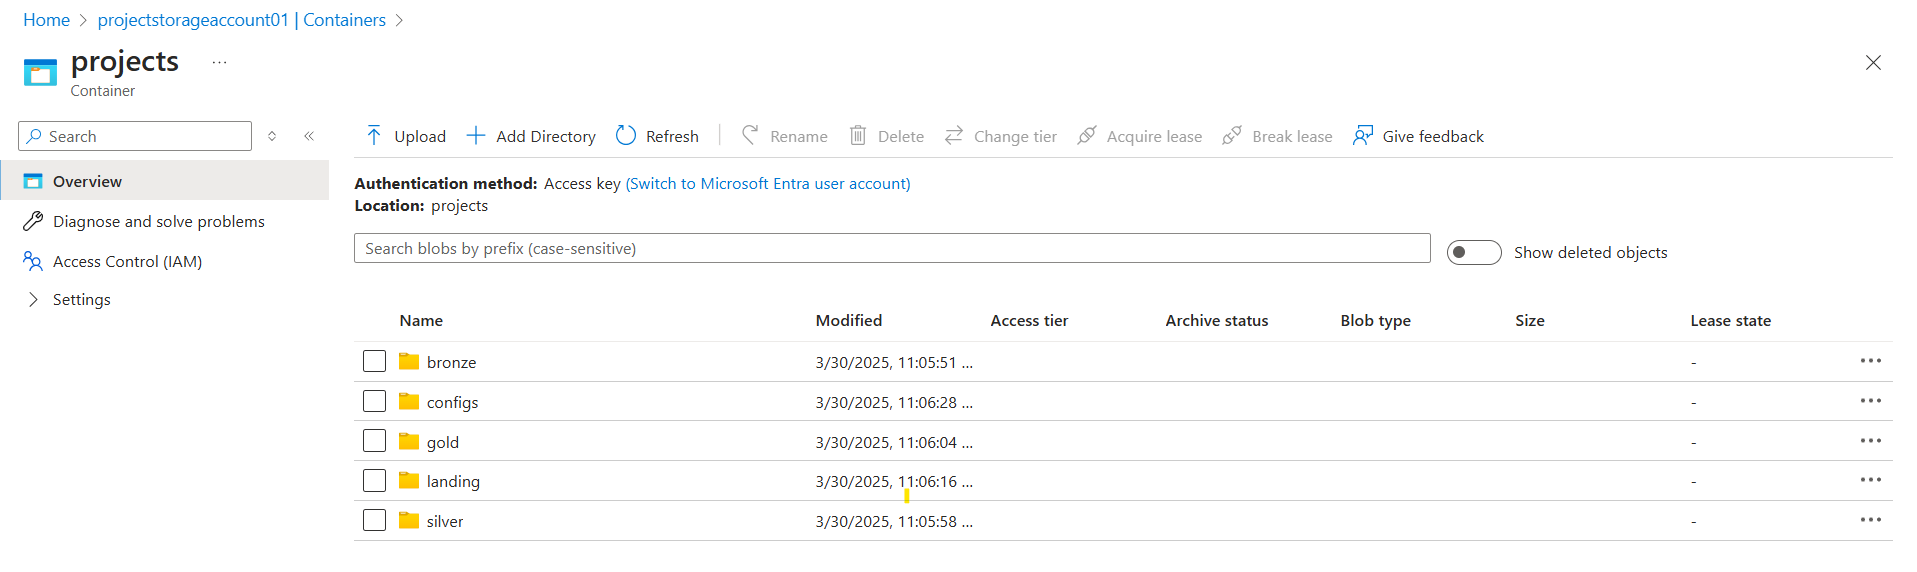 Home > projectstorageaccount01 | Containers >
projects ...
Container
Search
Upload Add Directory Refresh Rename Delete Change tier Acquire lease Break lease Give feedback
Overview
Diagnose and solve problems
Access Control (IAM)
Settings
Authentication method: Access key (Switch to Microsoft Entra user account)
Location: projects
Search blobs by prefix (case-sensitive)
Show deleted objects
Name Modified Access tier Archive status Blob type Size Lease state
bronze 3/30/2025, 11:05:51 ... - ...
configs 3/30/2025, 11:06:28 ... - ...
gold 3/30/2025, 11:06:04 ... - ...
landing 3/30/2025, 11:06:16 ... - ...
silver 3/30/2025, 11:05:58 ... - ...